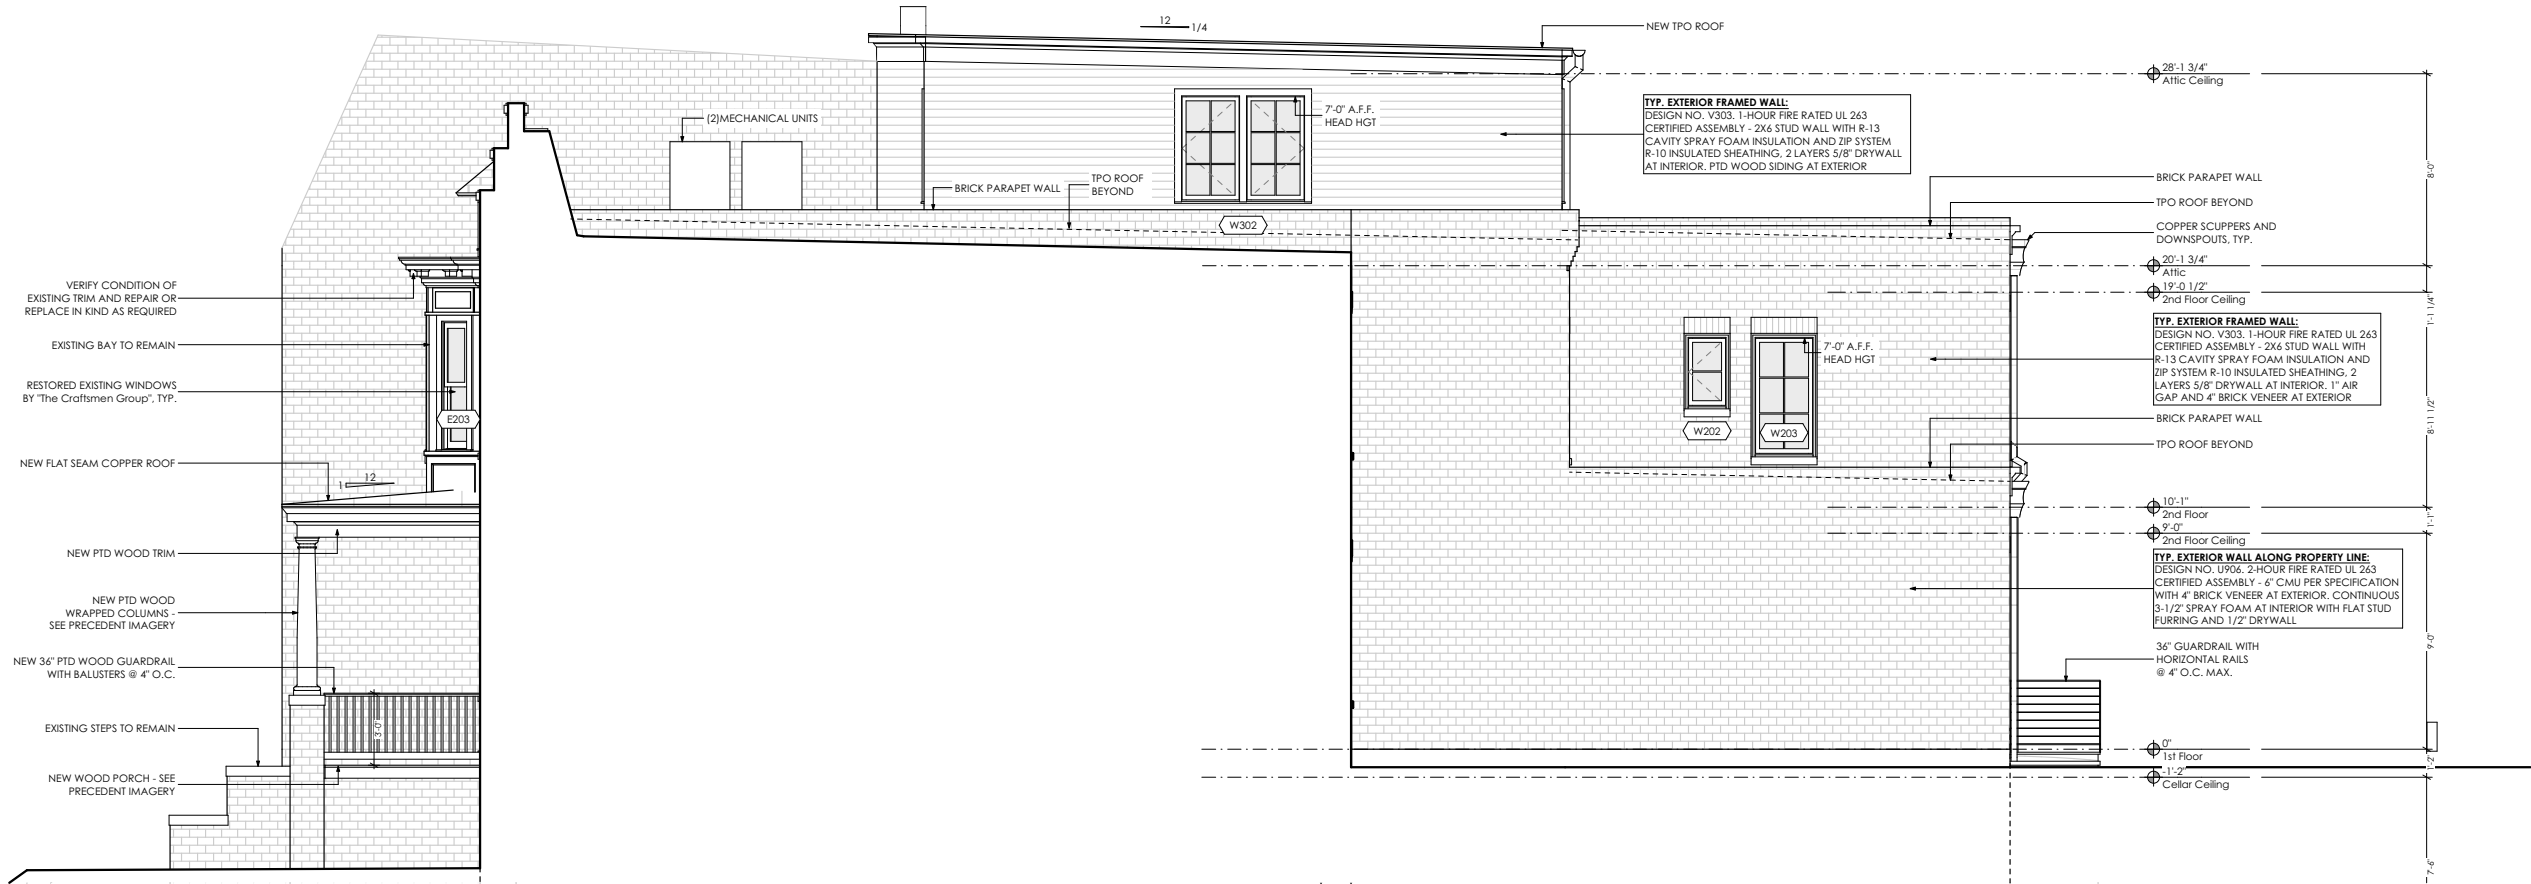 12
1/4
NEW TPO ROOF
28'-1 3/4"
Attic Ceiling
TYP. EXTERIOR FRAMED WALL:
DESIGN NO. V303. 1-HOUR FIRE RATED UL 263
CERTIFIED ASSEMBLY - 2X6 STUD WALL WITH R-13
CAVITY SPRAY FOAM INSULATION AND ZIP SYSTEM
R-10 INSULATED SHEATHING, 2 LAYERS 5/8" DRYWALL
AT INTERIOR. PTD WOOD SIDING AT EXTERIOR
7'-0" A.F.F.
HEAD HGT
(2)MECHANICAL UNITS
BRICK PARAPET WALL
TPO ROOF
BEYOND
W302
8'-0"
BRICK PARAPET WALL
TPO ROOF BEYOND
COPPER SCUPPERS AND
DOWNSPOUTS, TYP.
20'-1 3/4"
Attic
19'-0 1/2"
2nd Floor Ceiling
1'-1 1/4"
VERIFY CONDITION OF
EXISTING TRIM AND REPAIR OR
REPLACE IN KIND AS REQUIRED
EXISTING BAY TO REMAIN
RESTORED EXISTING WINDOWS
BY "The Craftsmen Group", TYP.
E203
NEW FLAT SEAM COPPER ROOF
12
1
7'-0" A.F.F.
HEAD HGT
W202
W203
TYP. EXTERIOR FRAMED WALL:
DESIGN NO. V303. 1-HOUR FIRE RATED UL 263
CERTIFIED ASSEMBLY - 2X6 STUD WALL WITH
R-13 CAVITY SPRAY FOAM INSULATION AND
ZIP SYSTEM R-10 INSULATED SHEATHING, 2
LAYERS 5/8" DRYWALL AT INTERIOR. 1" AIR
GAP AND 4" BRICK VENEER AT EXTERIOR
BRICK PARAPET WALL
TPO ROOF BEYOND
8'-11 1/2"
10'-1"
2nd Floor
9'-0"
2nd Floor Ceiling
1'-1"
NEW PTD WOOD TRIM
NEW PTD WOOD
WRAPPED COLUMNS -
SEE PRECEDENT IMAGERY
NEW 36" PTD WOOD GUARDRAIL
WITH BALUSTERS @ 4" O.C.
3'-0"
EXISTING STEPS TO REMAIN
NEW WOOD PORCH - SEE
PRECEDENT IMAGERY
TYP. EXTERIOR WALL ALONG PROPERTY LINE:
DESIGN NO. U906. 2-HOUR FIRE RATED UL 263
CERTIFIED ASSEMBLY - 6" CMU PER SPECIFICATION
WITH 4" BRICK VENEER AT EXTERIOR. CONTINUOUS
3-1/2" SPRAY FOAM AT INTERIOR WITH FLAT STUD
FURRING AND 1/2" DRYWALL
9'-0"
36" GUARDRAIL WITH
HORIZONTAL RAILS
@ 4" O.C. MAX.
0"
1st Floor
-1'-2"
Cellar Ceiling
1'-2"
7'-6"